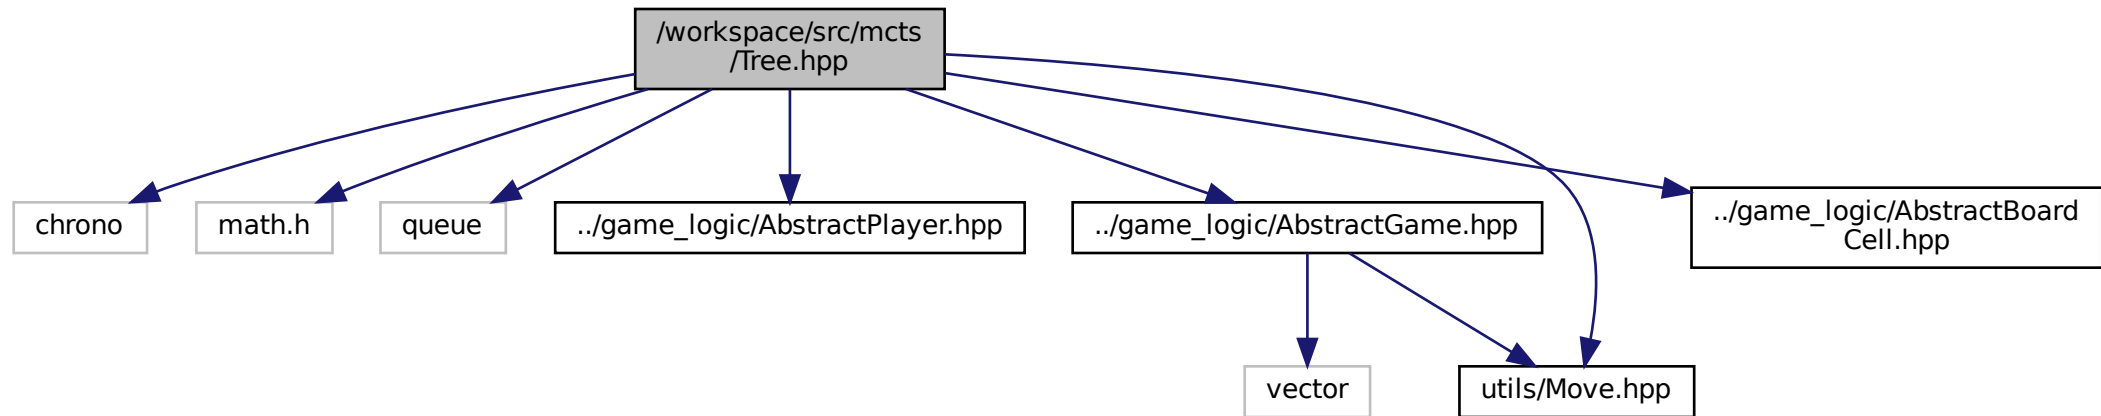 /workspace/src/mcts
/Tree.hpp
chrono
math.h
queue
../game_logic/AbstractPlayer.hpp
../game_logic/AbstractGame.hpp
../game_logic/AbstractBoard
Cell.hpp
vector
utils/Move.hpp